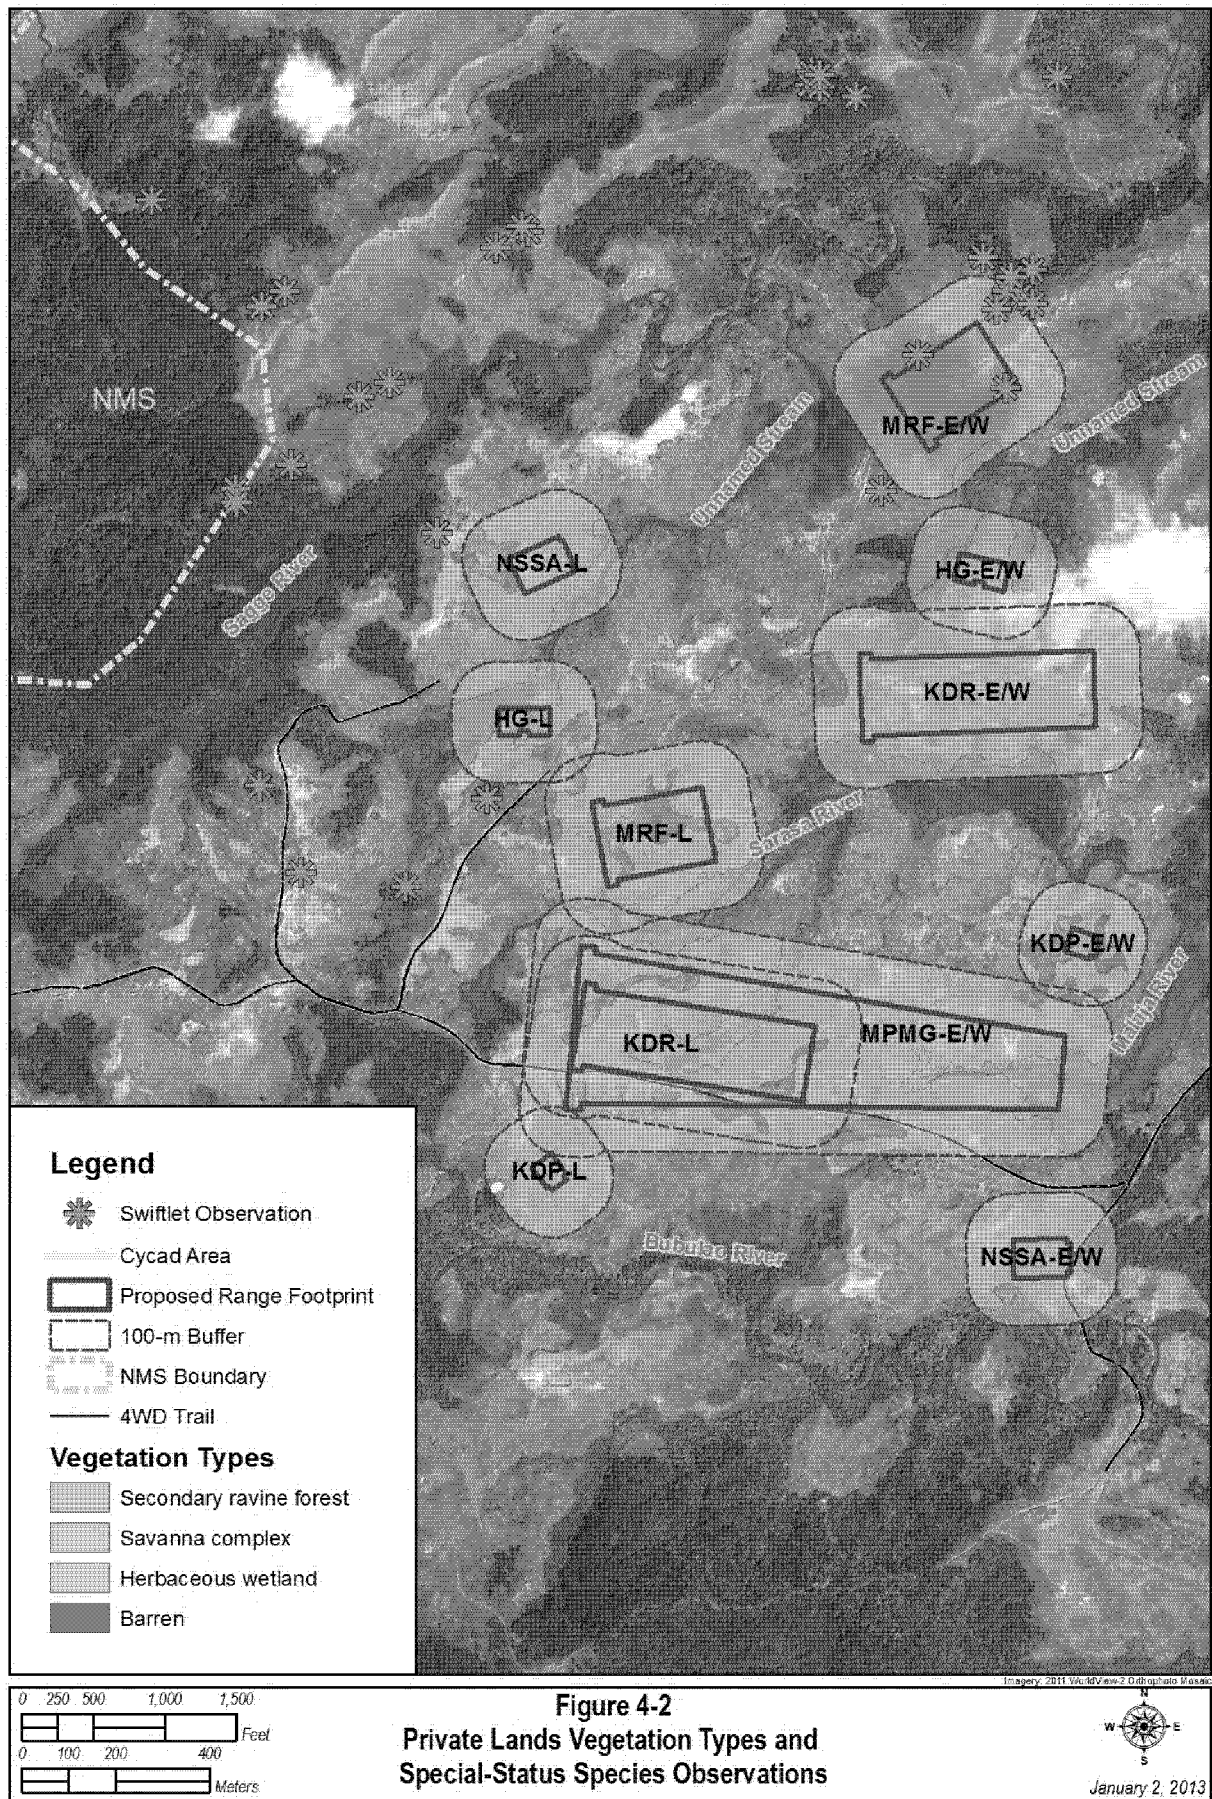 NMS
MRF-E/W
Unnamed Stream
Unnamed Stream
NSSA-L
HG-E/W
Sadge River
KDR-E/W
HG-L
MRF-L
Sarasa River
KDP-E/W
KDR-L
MPMG-E/W
Maluja River
KDP-L
Bubulao River
NSSA-E/W
Legend
Swiftlet Observation
Cycad Area
Proposed Range Footprint
100-m Buffer
NMS Boundary
4WD Trail
Vegetation Types
Secondary ravine forest
Savanna complex
Herbaceous wetland
Barren
Imagery: 2011 WorldView-2 Orthophoto Mosaic
0 250 500 1,000 1,500
Feet
0 100 200 400
Meters
Figure 4-2
Private Lands Vegetation Types and
Special-Status Species Observations
N
W E
S
January 2, 2013